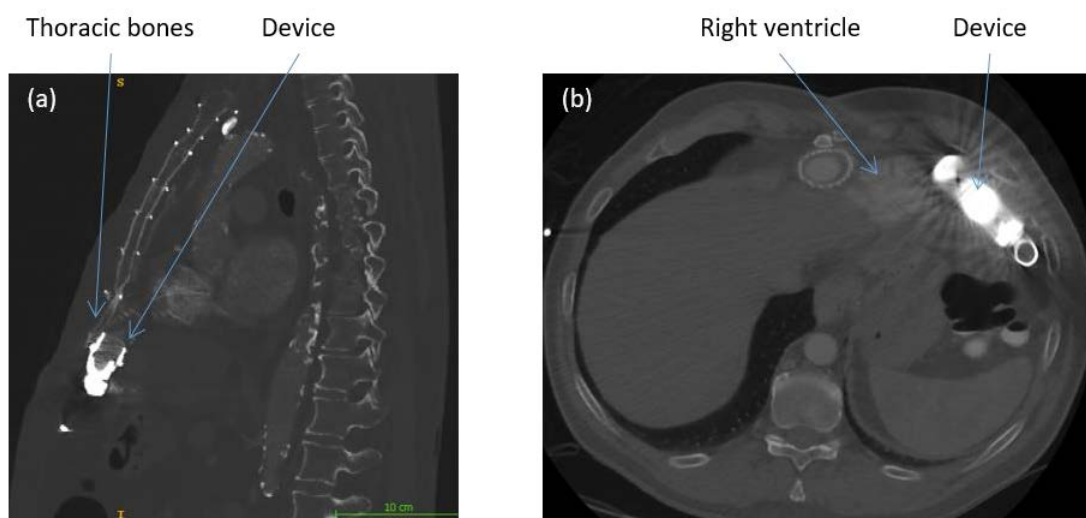 Thoracic bones
Device
Right ventricle
Device
(a)
S
(b)
10 cm
I